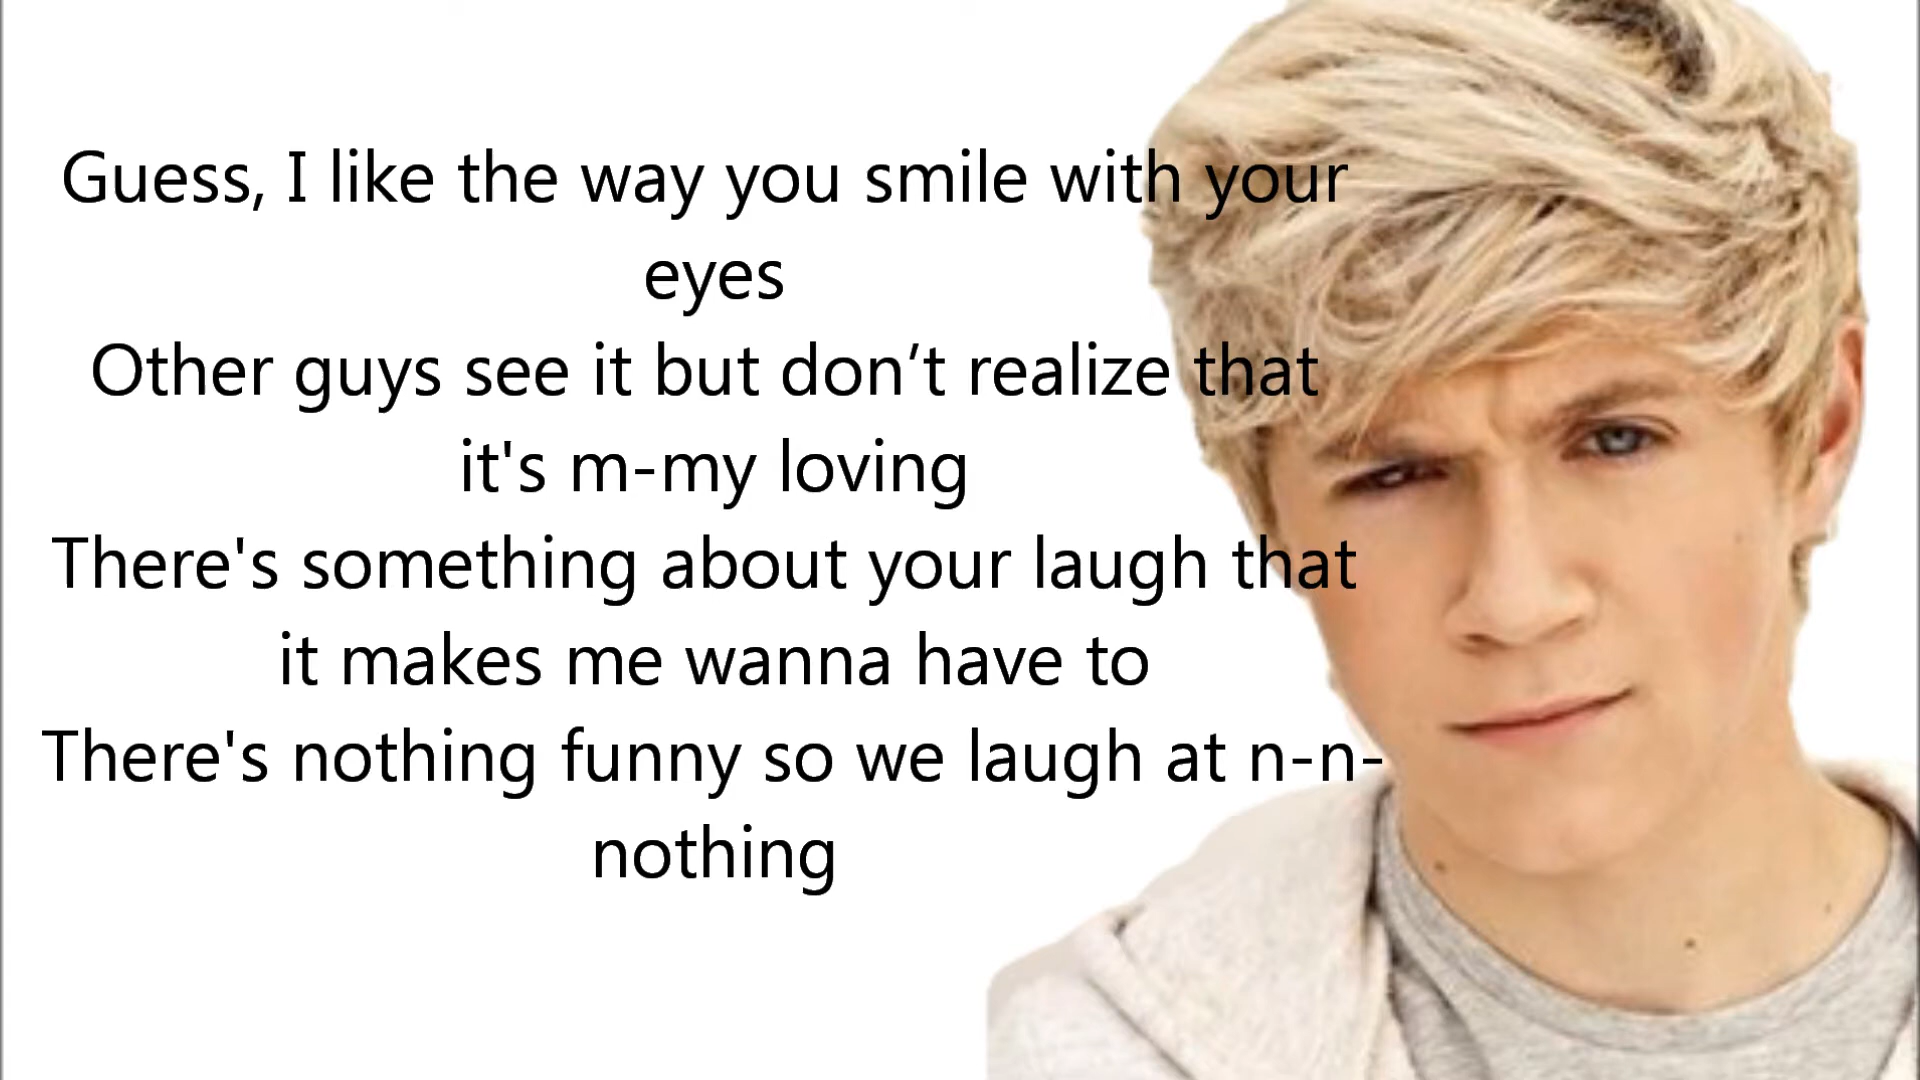 Guess, I like the way you smile with your
eyes
Other guys see it but don’t realize that
it's m-my loving
There's something about your laugh that
it makes me wanna have to
There's nothing funny so we laugh at n-n-
nothing